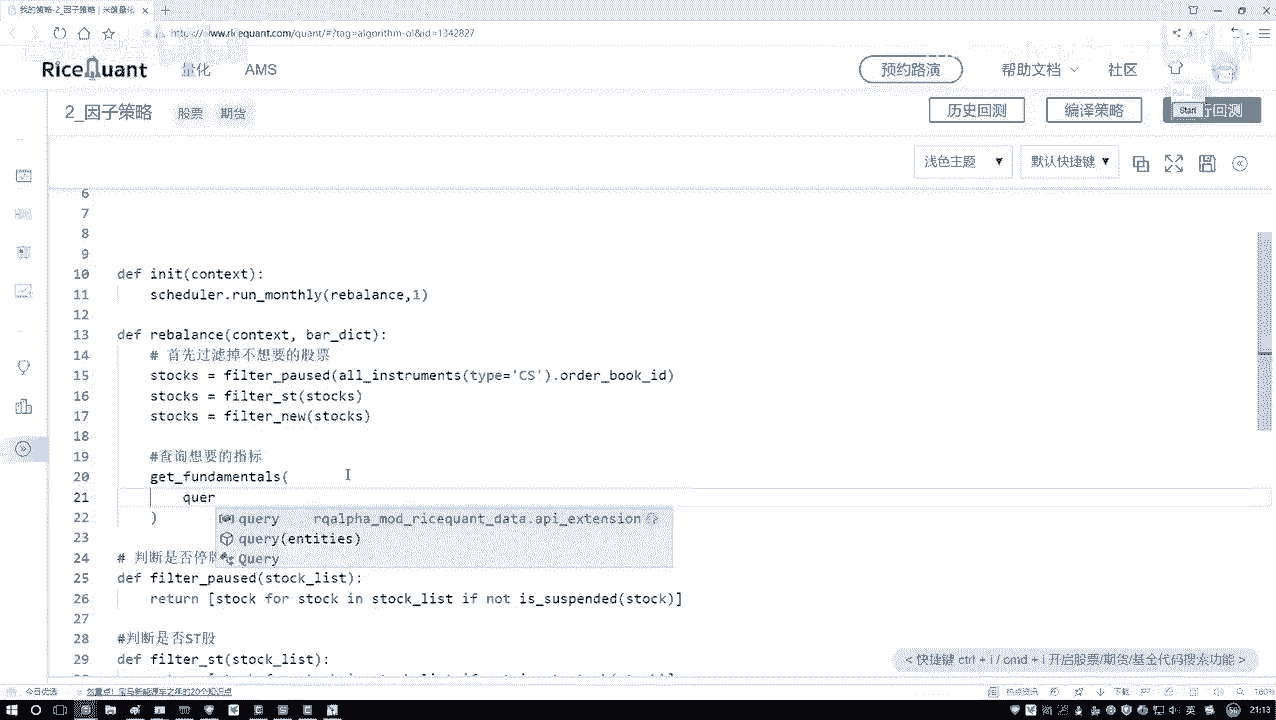 我的策略-2_因子策略 | 米筐量化
https://www.ricequant.com/quant/#?tag=algorithm-ol&id=1342827
RiceQuant 量化 AMS 预约路演 帮助文档 社区
2_因子策略 股票 期货 历史回测 编译策略 行回测
Start
浅色主题 ▼ 默认快捷键 ▼
6
7
8
9
10 def init(context):
11 scheduler.run_monthly(rebalance,1)
12
13 def rebalance(context, bar_dict):
14 # 首先过滤掉不想要的股票
15 stocks = filter_paused(all_instruments(type='CS').order_book_id)
16 stocks = filter_st(stocks)
17 stocks = filter_new(stocks)
18
19 #查询想要的指标
20 get_fundamentals(
21 quer
query rqalpha_mod_ricequant_data.api_extension
22 )
query(entities)
23
Query
24 # 判断是否停
25 def filter_paused(stock_list):
26 return [stock for stock in stock_list if not is_suspended(stock)]
27
28 #判断是否ST股
29 def filter_st(stock_list):
< 快捷键 ctrl + i / cmd + i 开启股票/期货/基金代码搜索功能 >
今日优选
21:13